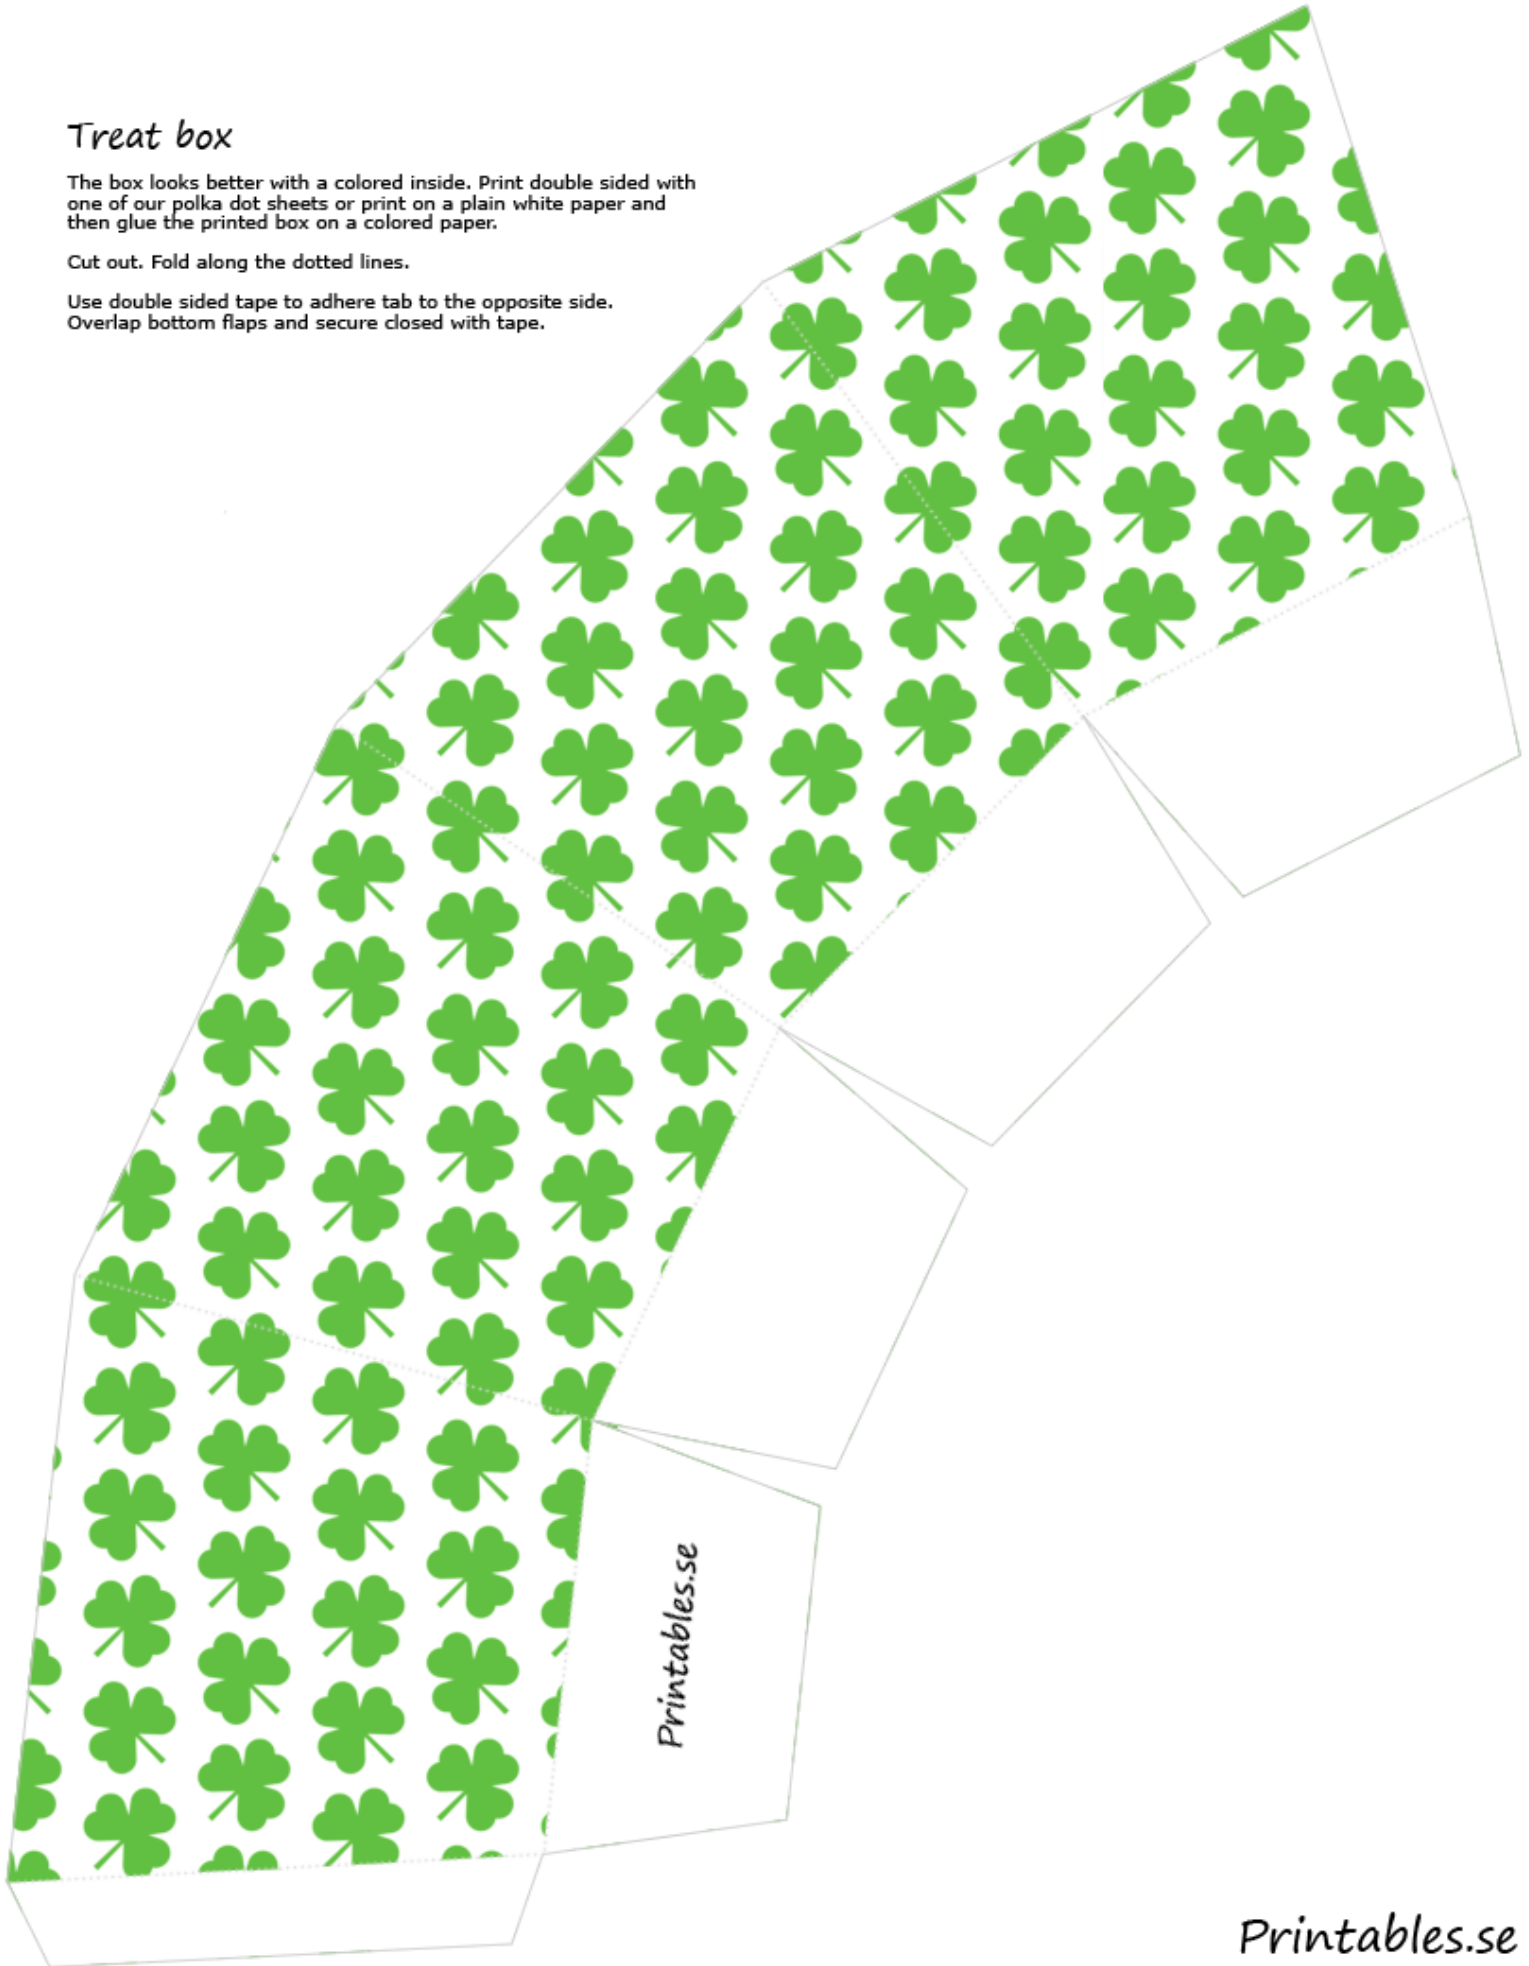 Treat box
The box looks better with a colored inside. Print double sided with
one of our polka dot sheets or print on a plain white paper and
then glue the printed box on a colored paper.
Cut out. Fold along the dotted lines.
Use double sided tape to adhere tab to the opposite side.
Overlap bottom flaps and secure closed with tape.
Printables.se
Printables.se